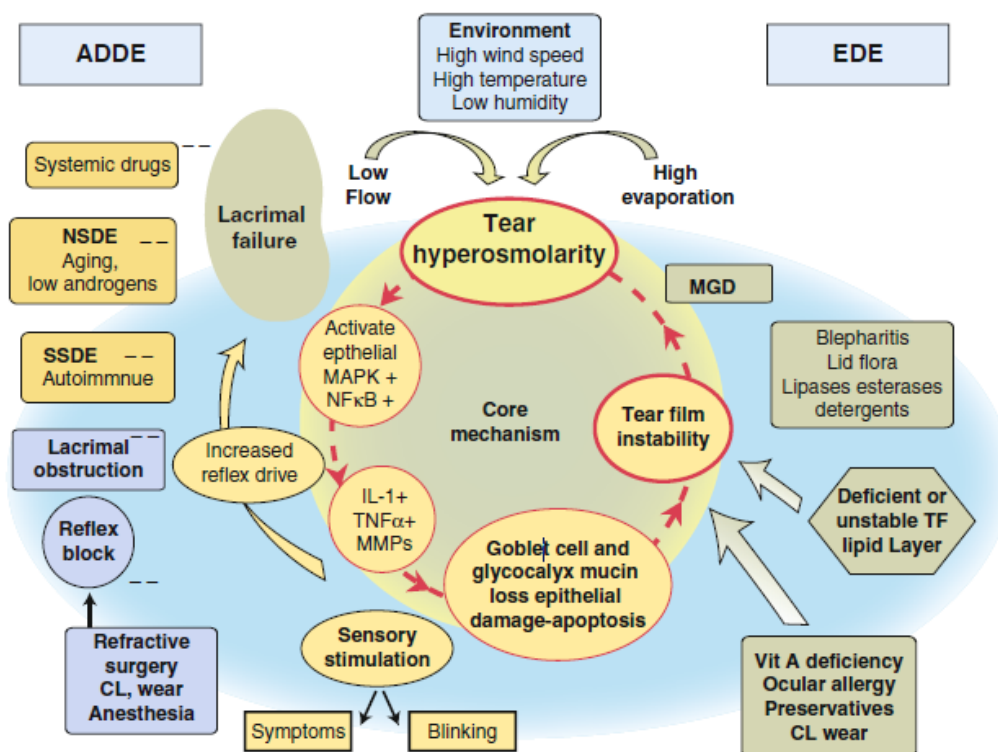 ADDE
Environment
High wind speed
High temperature
Low humidity
EDE
Systemic drugs
Lacrimal
failure
Low
Flow
High
evaporation
Tear
hyperosmolarity
NSDE
Aging,
low androgens
MGD
Activate
epthelial
MAPK +
NFκB +
Blepharitis
Lid flora
Lipases esterases
detergents
SSDE
Autoimmnue
Core
mechanism
Tear film
instability
Lacrimal
obstruction
Increased
reflex drive
IL-1+
TNFα+
MMPs
Deficient or
unstable TF
lipid Layer
Reflex
block
Goblet cell and
glycocalyx mucin
loss epithelial
damage-apoptosis
Refractive
surgery
CL, wear
Anesthesia
Sensory
stimulation
Vit A deficiency
Ocular allergy
Preservatives
CL wear
Symptoms
Blinking